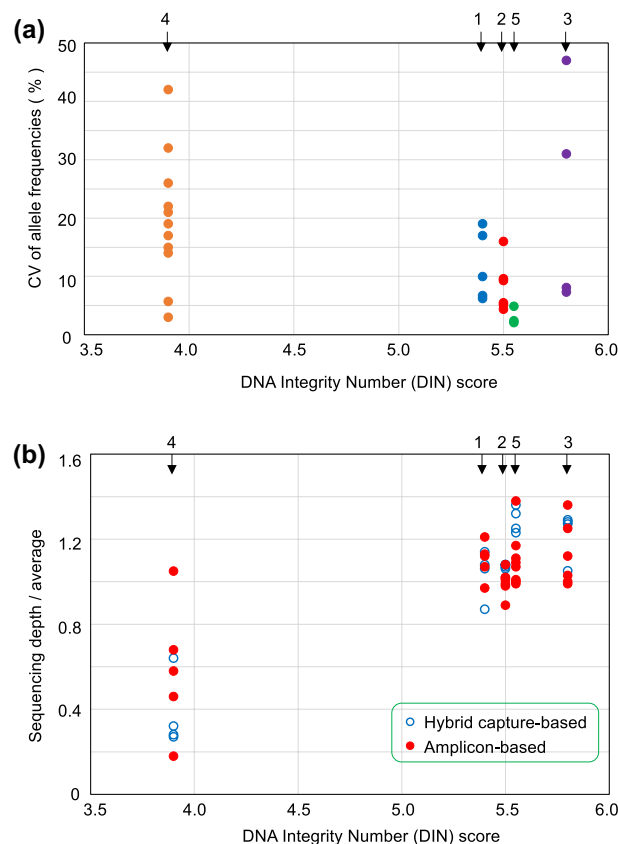 (a)
4 1 2 5 3
50
40
30
20
10
0
CV of allele frequencies ( % )
3.5 4.0 4.5 5.0 5.5 6.0
DNA Integrity Number (DIN) score
(b)
4 1 2 5 3
1.6
1.2
0.8
0.4
0
Sequencing depth / average
Hybrid capture-based
Amplicon-based
3.5 4.0 4.5 5.0 5.5 6.0
DNA Integrity Number (DIN) score